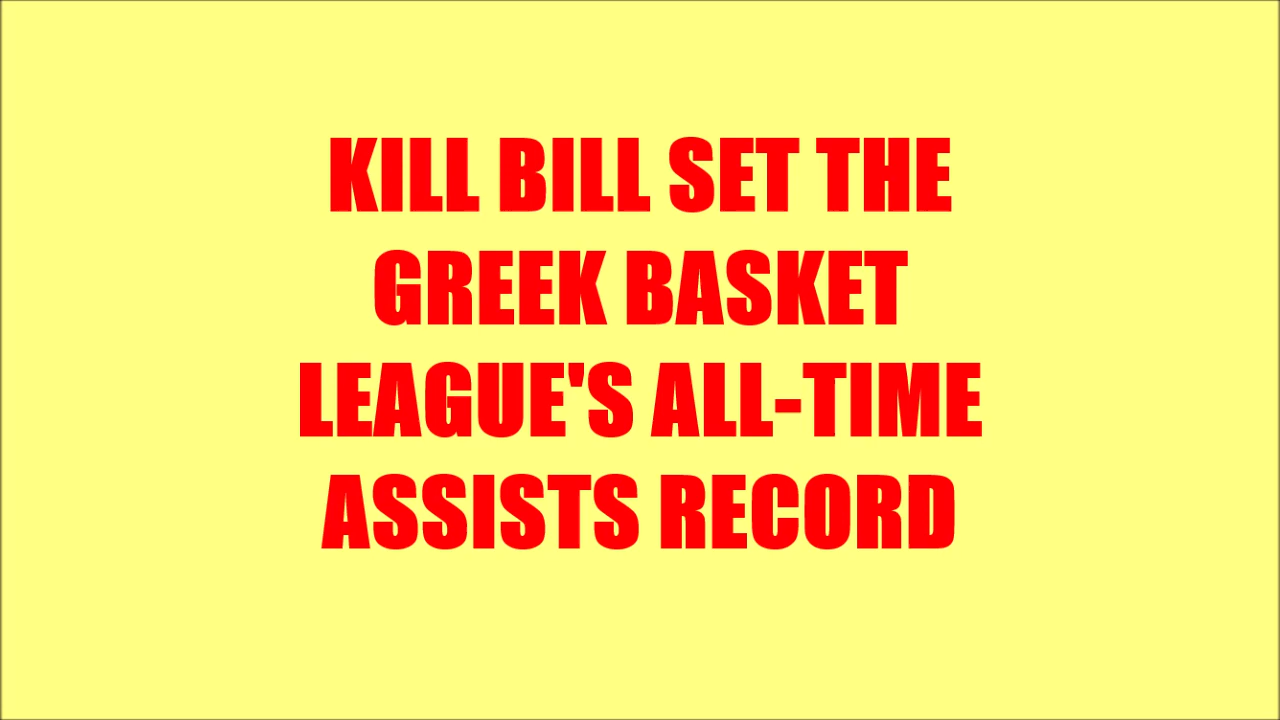 KILL BILL SET THE
GREEK BASKET
LEAGUE'S ALL-TIME
ASSISTS RECORD